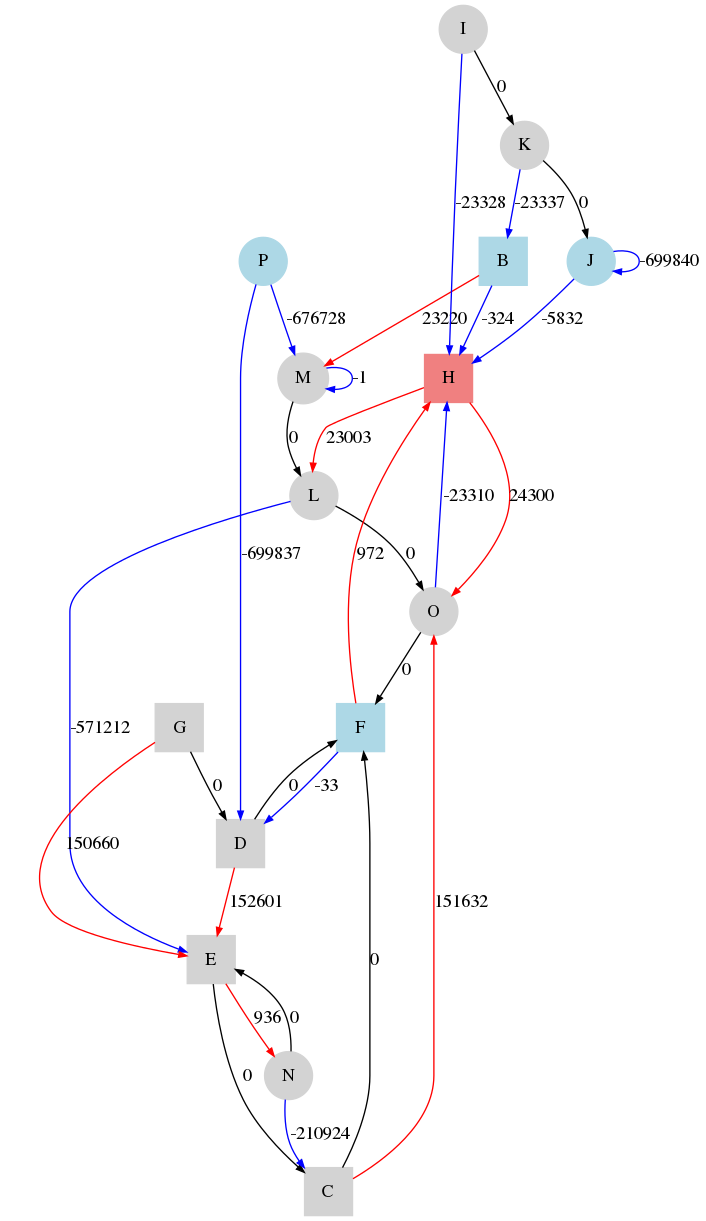 I
0
K
-23328 -23337 0
P B J -699840
-676728 23220 -324 -5832
M -1 H
0 23003 -23310 24300
L
-699837 972 0
O
0
G F
-571212 0 0 -33
150660 D
152601
E 151632
936 0 0
0 N
-210924
C